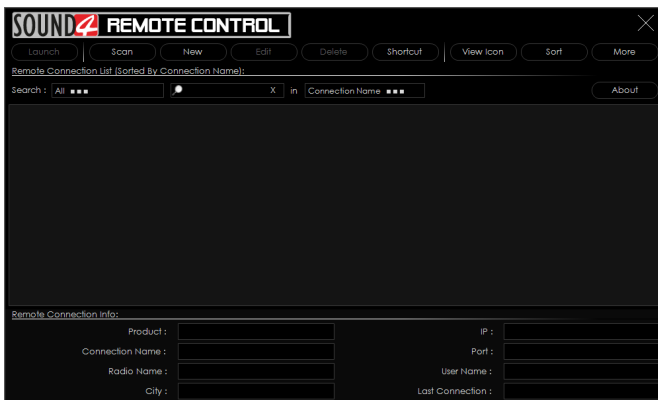 SOUND4 REMOTE CONTROL
Launch Scan New Edit Delete Shortcut View Icon Sort More
Remote Connection List (Sorted By Connection Name):
Search : All X in Connection Name About
Remote Connection Info:
Product : IP :
Connection Name : Port :
Radio Name : User Name :
City : Last Connection :